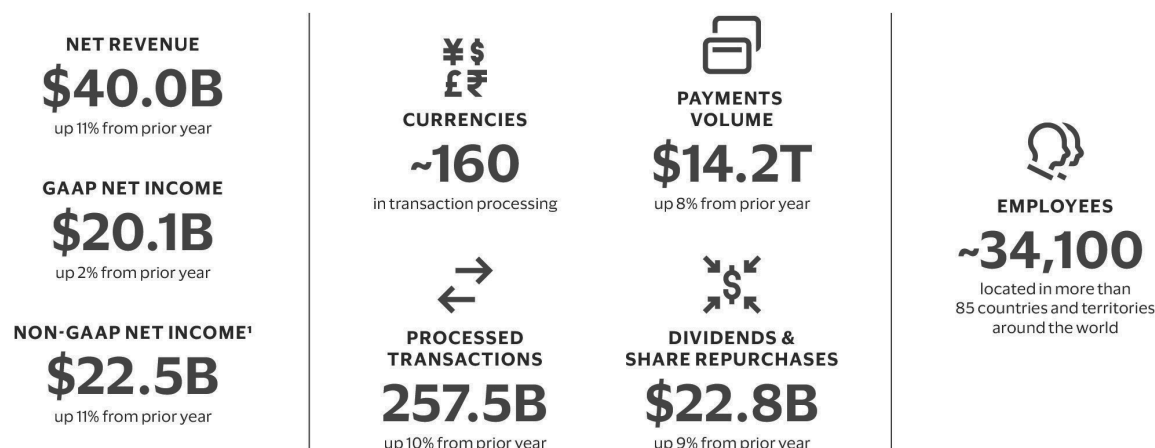 NET REVENUE
$40.0B
up 11% from prior year
GAAP NET INCOME
$20.1B
up 2% from prior year
NON-GAAP NET INCOME¹
$22.5B
up 11% from prior year
¥ $
£ ₹
CURRENCIES
~160
in transaction processing
PROCESSED
TRANSACTIONS
257.5B
up 10% from prior year
PAYMENTS
VOLUME
$14.2T
up 8% from prior year
$
DIVIDENDS &
SHARE REPURCHASES
$22.8B
up 9% from prior year
EMPLOYEES
~34,100
located in more than
85 countries and territories
around the world